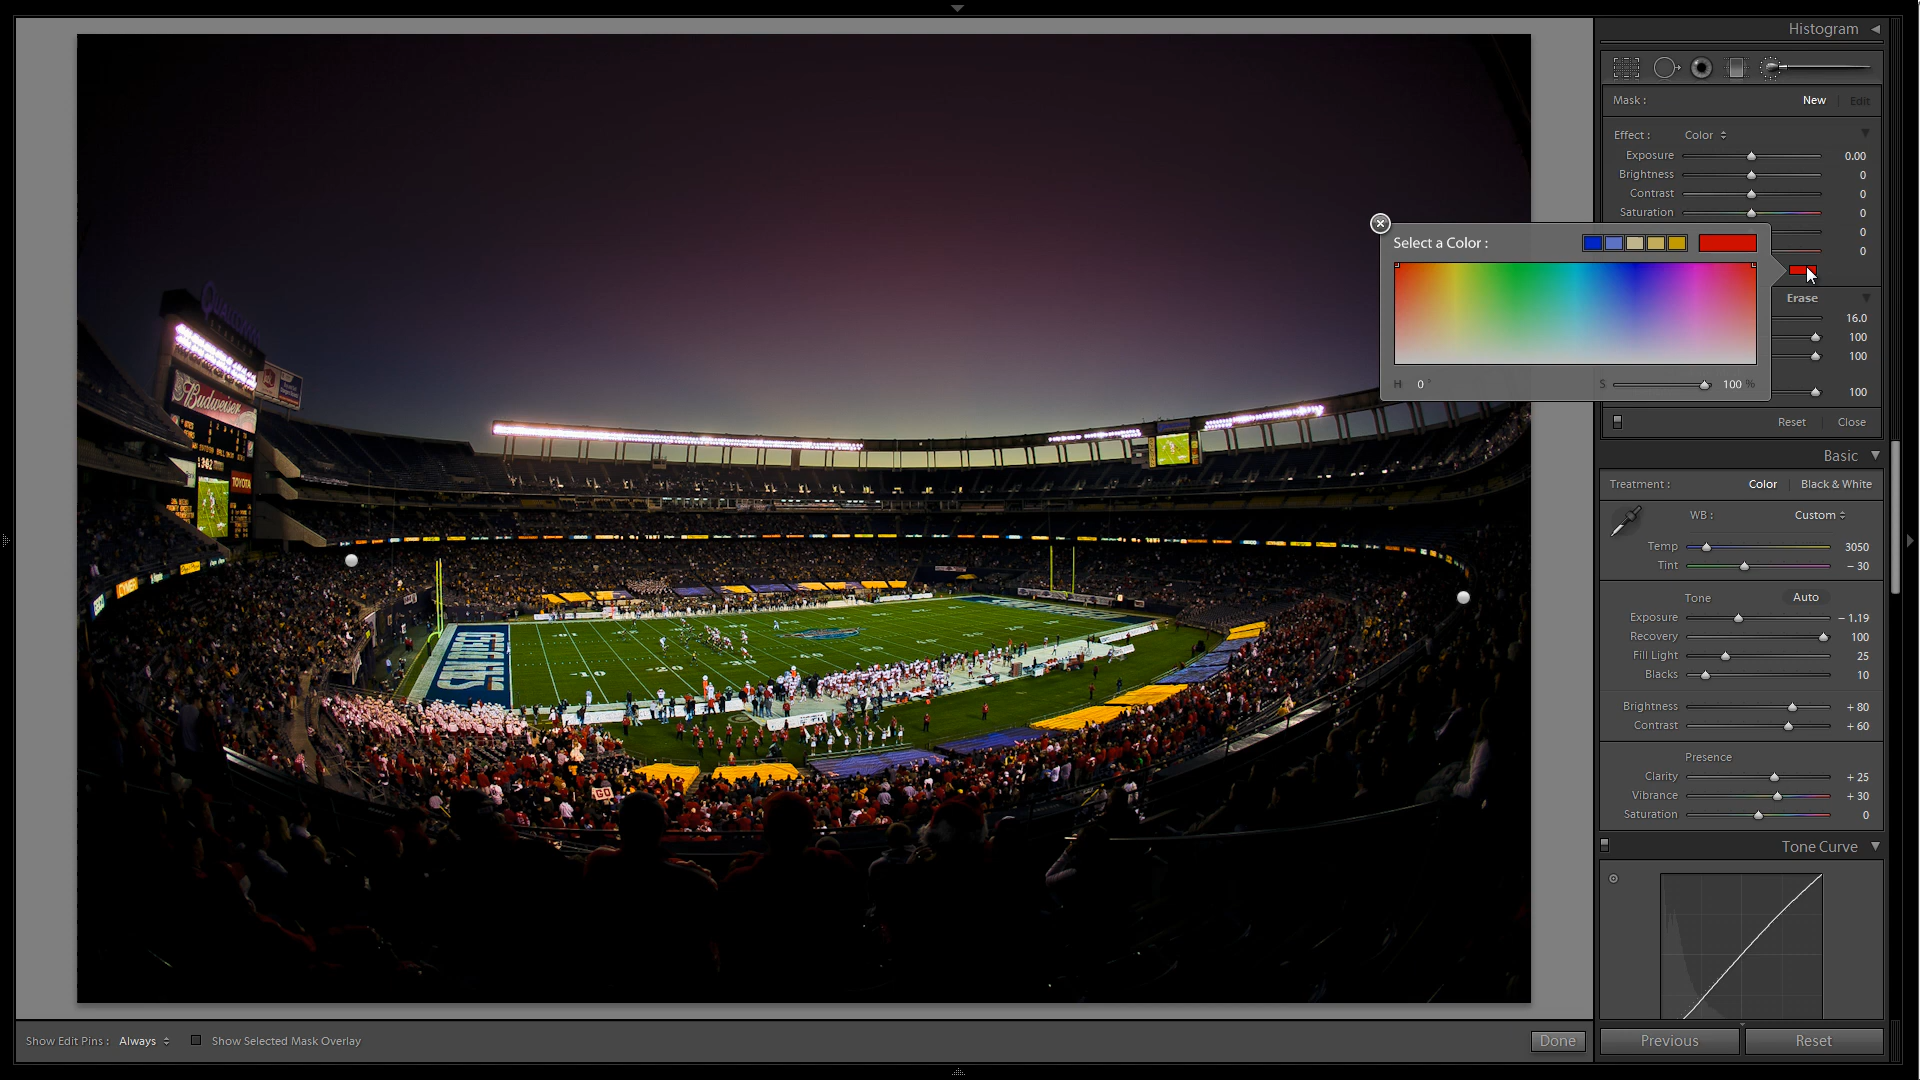 Histogram
Mask : New Edit
Effect : Color
Exposure 0.00
Brightness 0
Contrast 0
Saturation 0
0
0
Select a Color :
H 0 ° S 100 %
Erase
16.0
100
100
100
Reset Close
Basic
Treatment : Color Black & White
WB : Custom
Temp 3050
Tint − 30
Tone Auto
Exposure − 1.19
Recovery 100
Fill Light 25
Blacks 10
Brightness + 80
Contrast + 60
Presence
Clarity + 25
Vibrance + 30
Saturation 0
Tone Curve
Previous Reset
Qualcomm
Budweiser
TOYOTA
GO
Show Edit Pins : Always Show Selected Mask Overlay Done